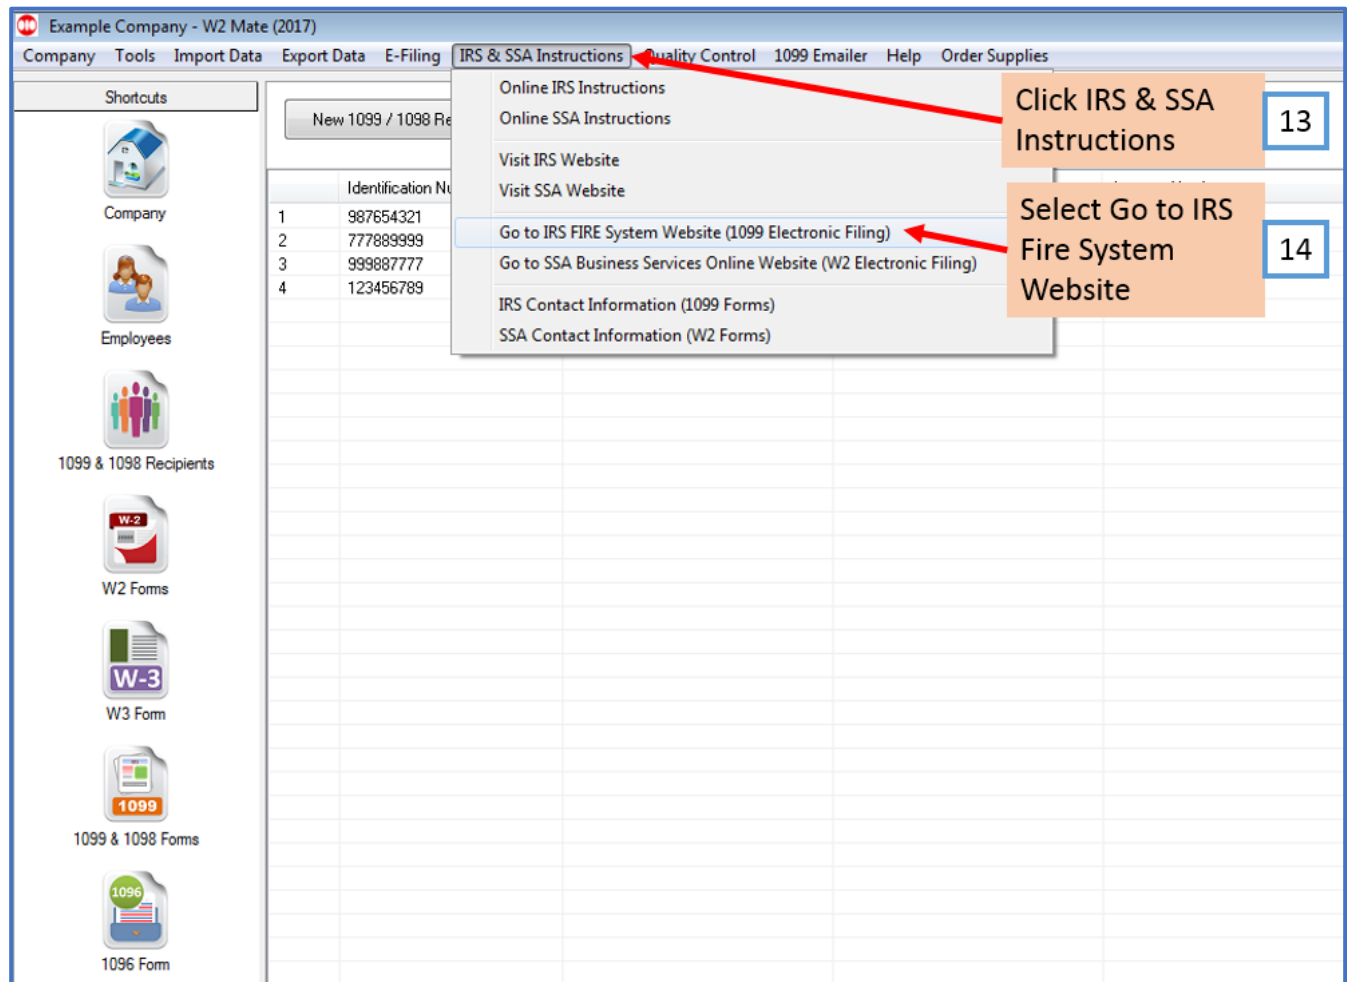 Example Company - W2 Mate (2017)
Company Tools Import Data Export Data E-Filing IRS & SSA Instructions Quality Control 1099 Emailer Help Order Supplies
Shortcuts
Company
Employees
1099 & 1098 Recipients
W-2
W2 Forms
W-3
W3 Form
1099
1099 & 1098 Forms
1096
1096 Form
New 1099 / 1098
Identification
1 987654321
2 777889999
3 999887777
4 123456789
Online IRS Instructions
Online SSA Instructions
Visit IRS Website
Visit SSA Website
Go to IRS FIRE System Website (1099 Electronic Filing)
Go to SSA Business Services Online Website (W2 Electronic Filing)
IRS Contact Information (1099 Forms)
SSA Contact Information (W2 Forms)
Click IRS & SSA
Instructions
13
Select Go to IRS
Fire System
Website
14